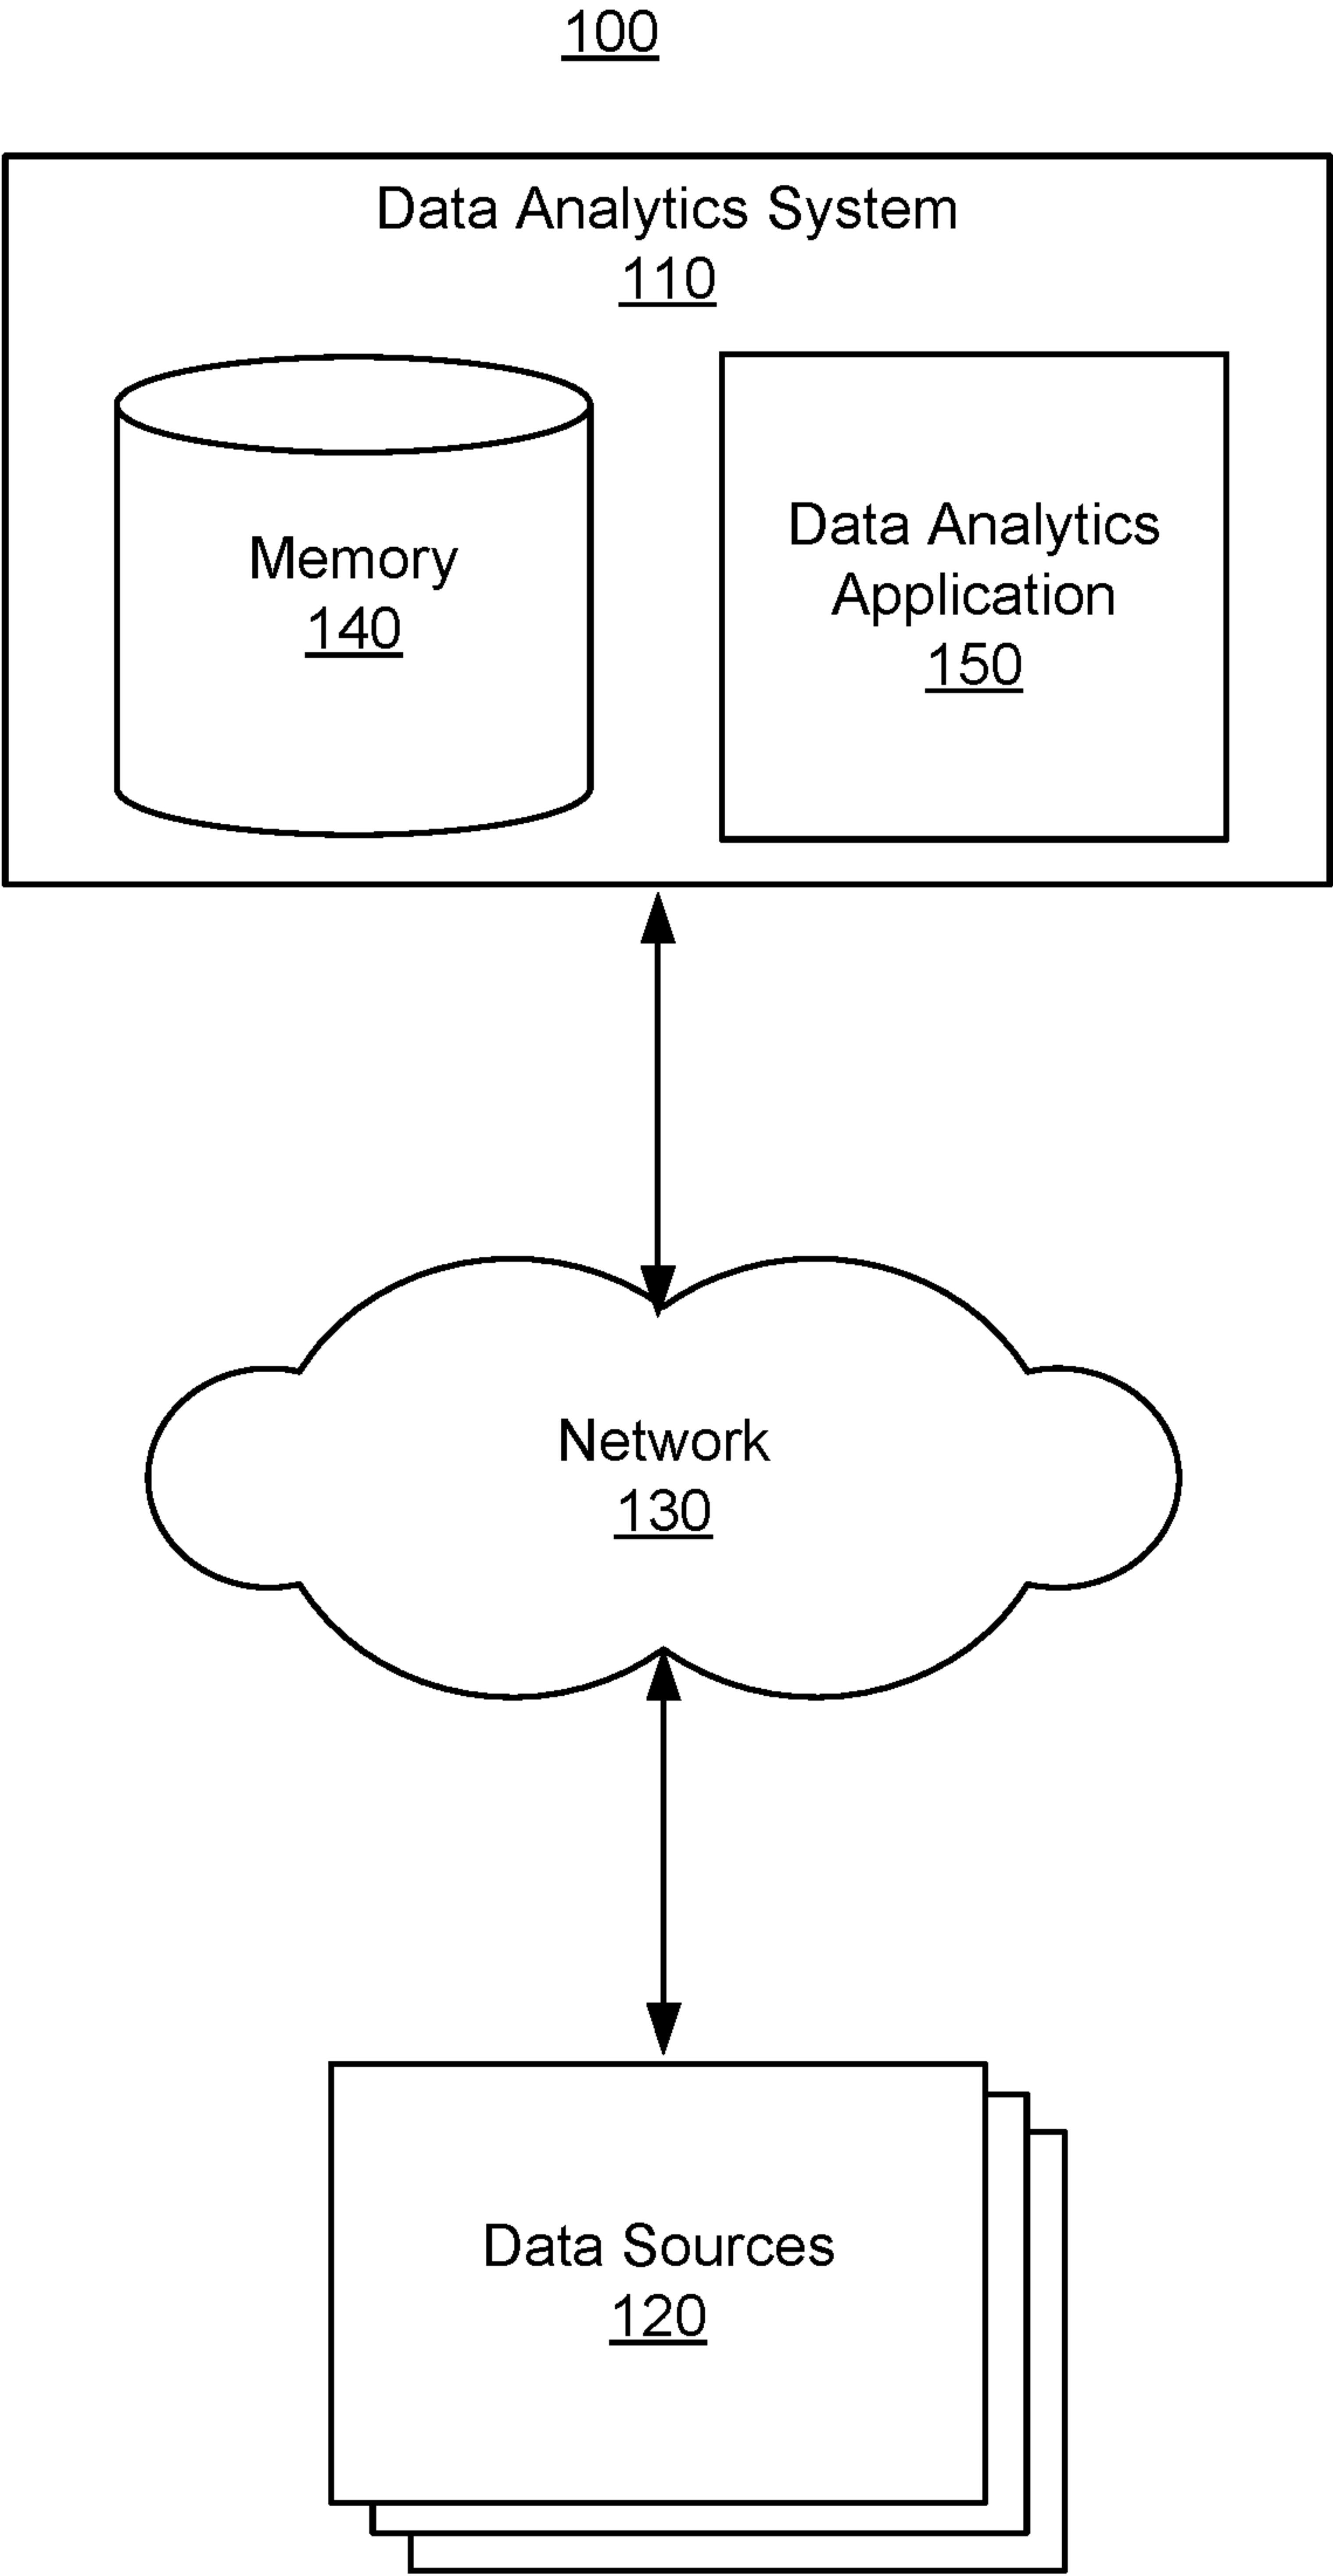 100
Data Analytics System
110
Memory
140
Data Analytics
Application
150
Network
130
Data Sources
120